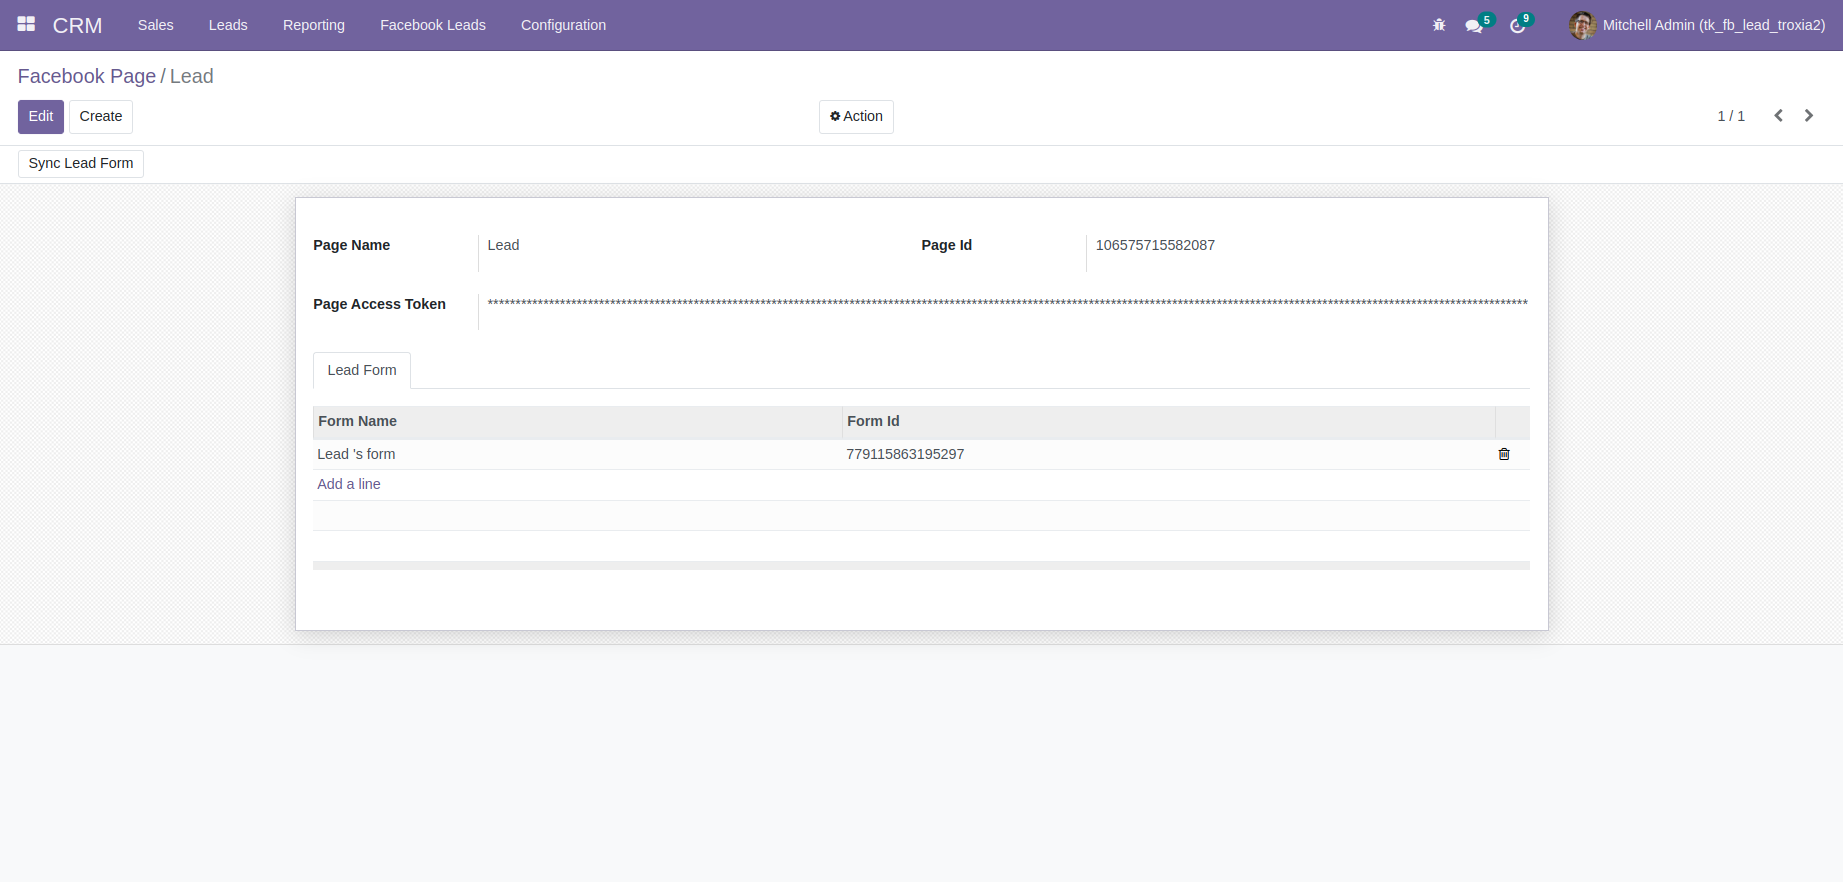 CRM Sales Leads Reporting Facebook Leads Configuration 5 9 Mitchell Admin (tk_fb_lead_troxia2)
Facebook Page / Lead
Edit Create Action 1 / 1
Sync Lead Form
Page Name Lead Page Id 106575715582087
Page Access Token ****************************************************************************************************************************************************************************************************************
Lead Form
Form Name Form Id
Lead 's form 779115863195297
Add a line